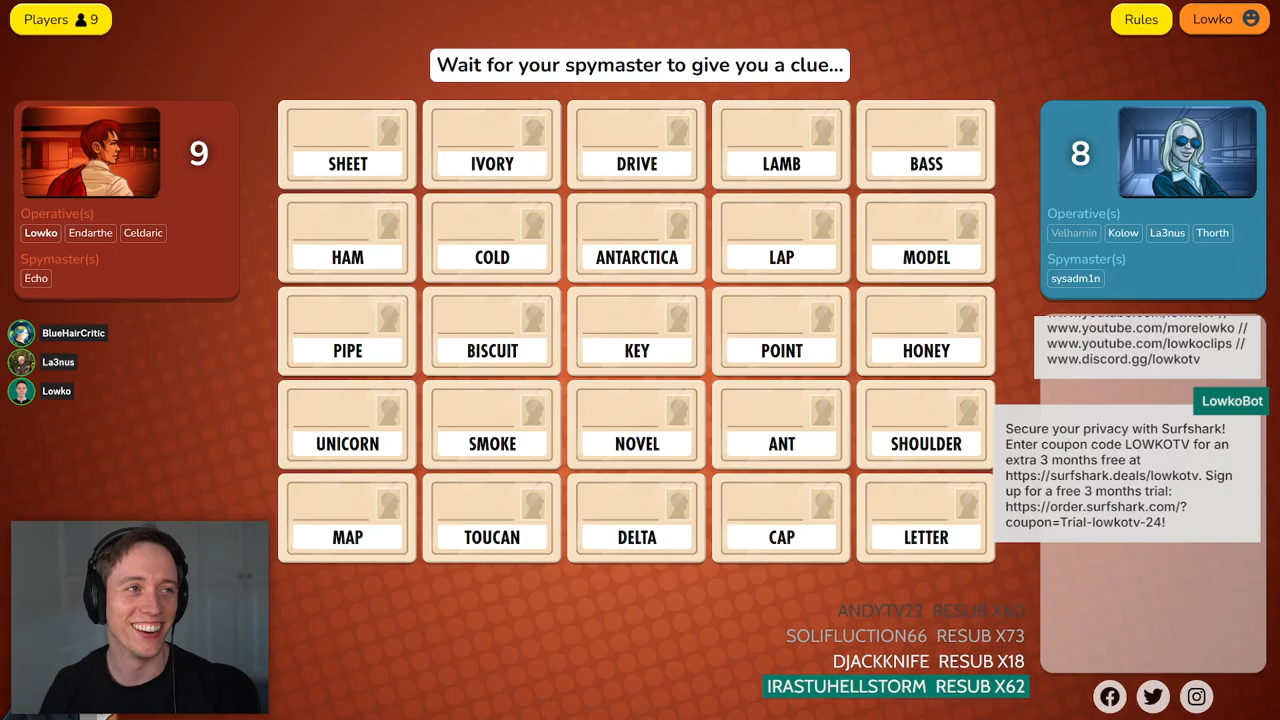 Players 9
Rules
Lowko
Wait for your spymaster to give you a clue...
9
Operative(s)
Lowko Endarthe Celdaric
Spymaster(s)
Echo
BlueHairCritic
La3nus
Lowko
SHEET IVORY DRIVE LAMB BASS
HAM COLD ANTARCTICA LAP MODEL
PIPE BISCUIT KEY POINT HONEY
UNICORN SMOKE NOVEL ANT SHOULDER
MAP TOUCAN DELTA CAP LETTER
8
Operative(s)
Velharnin Kolow La3nus Thorth
Spymaster(s)
sysadm1n
www.youtube.com/morelowko //
www.youtube.com/lowkoclips //
www.discord.gg/lowkotv
LowkoBot
Secure your privacy with Surfshark!
Enter coupon code LOWKOTV for an
extra 3 months free at
https://surfshark.deals/lowkotv. Sign
up for a free 3 months trial:
https://order.surfshark.com/?
coupon=Trial-lowkotv-24!
ANDYTV22 RESUB X60
SOLIFLUCTION66 RESUB X73
DJACKKNIFE RESUB X18
IRASTUHELLSTORM RESUB X62